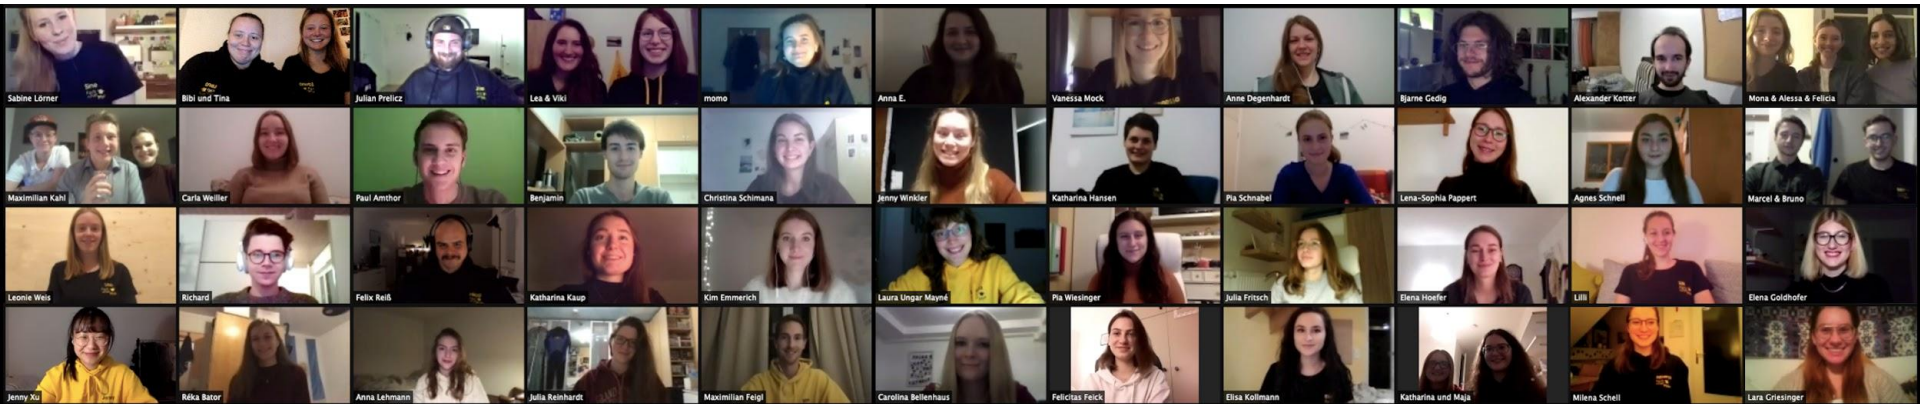 Sabine Lörner
Bibi und Tina
Julian Prelicz
Lea & Viki
momo
Anna E.
Vanessa Mock
Anne Degenhardt
Bjarne Gedig
Alexander Kotter
Mona & Alessa & Felicia
Maximilian Kahl
Carla Weiller
Paul Amthor
Benjamin
Christina Schimana
Jenny Winkler
Katharina Hansen
Pia Schnabel
Lena-Sophia Pappert
Agnes Schnell
Marcel & Bruno
Leonie Weis
Richard
Felix Reiß
Katharina Kaup
Kim Emmerich
Laura Ungar Mayné
Pia Wiesinger
Julia Fritsch
Elena Hoefer
Lilli
Elena Goldhofer
Jenny Xu
Réka Bator
Anna Lehmann
Julia Reinhardt
Maximilian Feigl
Carolina Bellenhaus
Felicitas Feick
Elisa Kollmann
Katharina und Maja
Milena Schell
Lara Griesinger